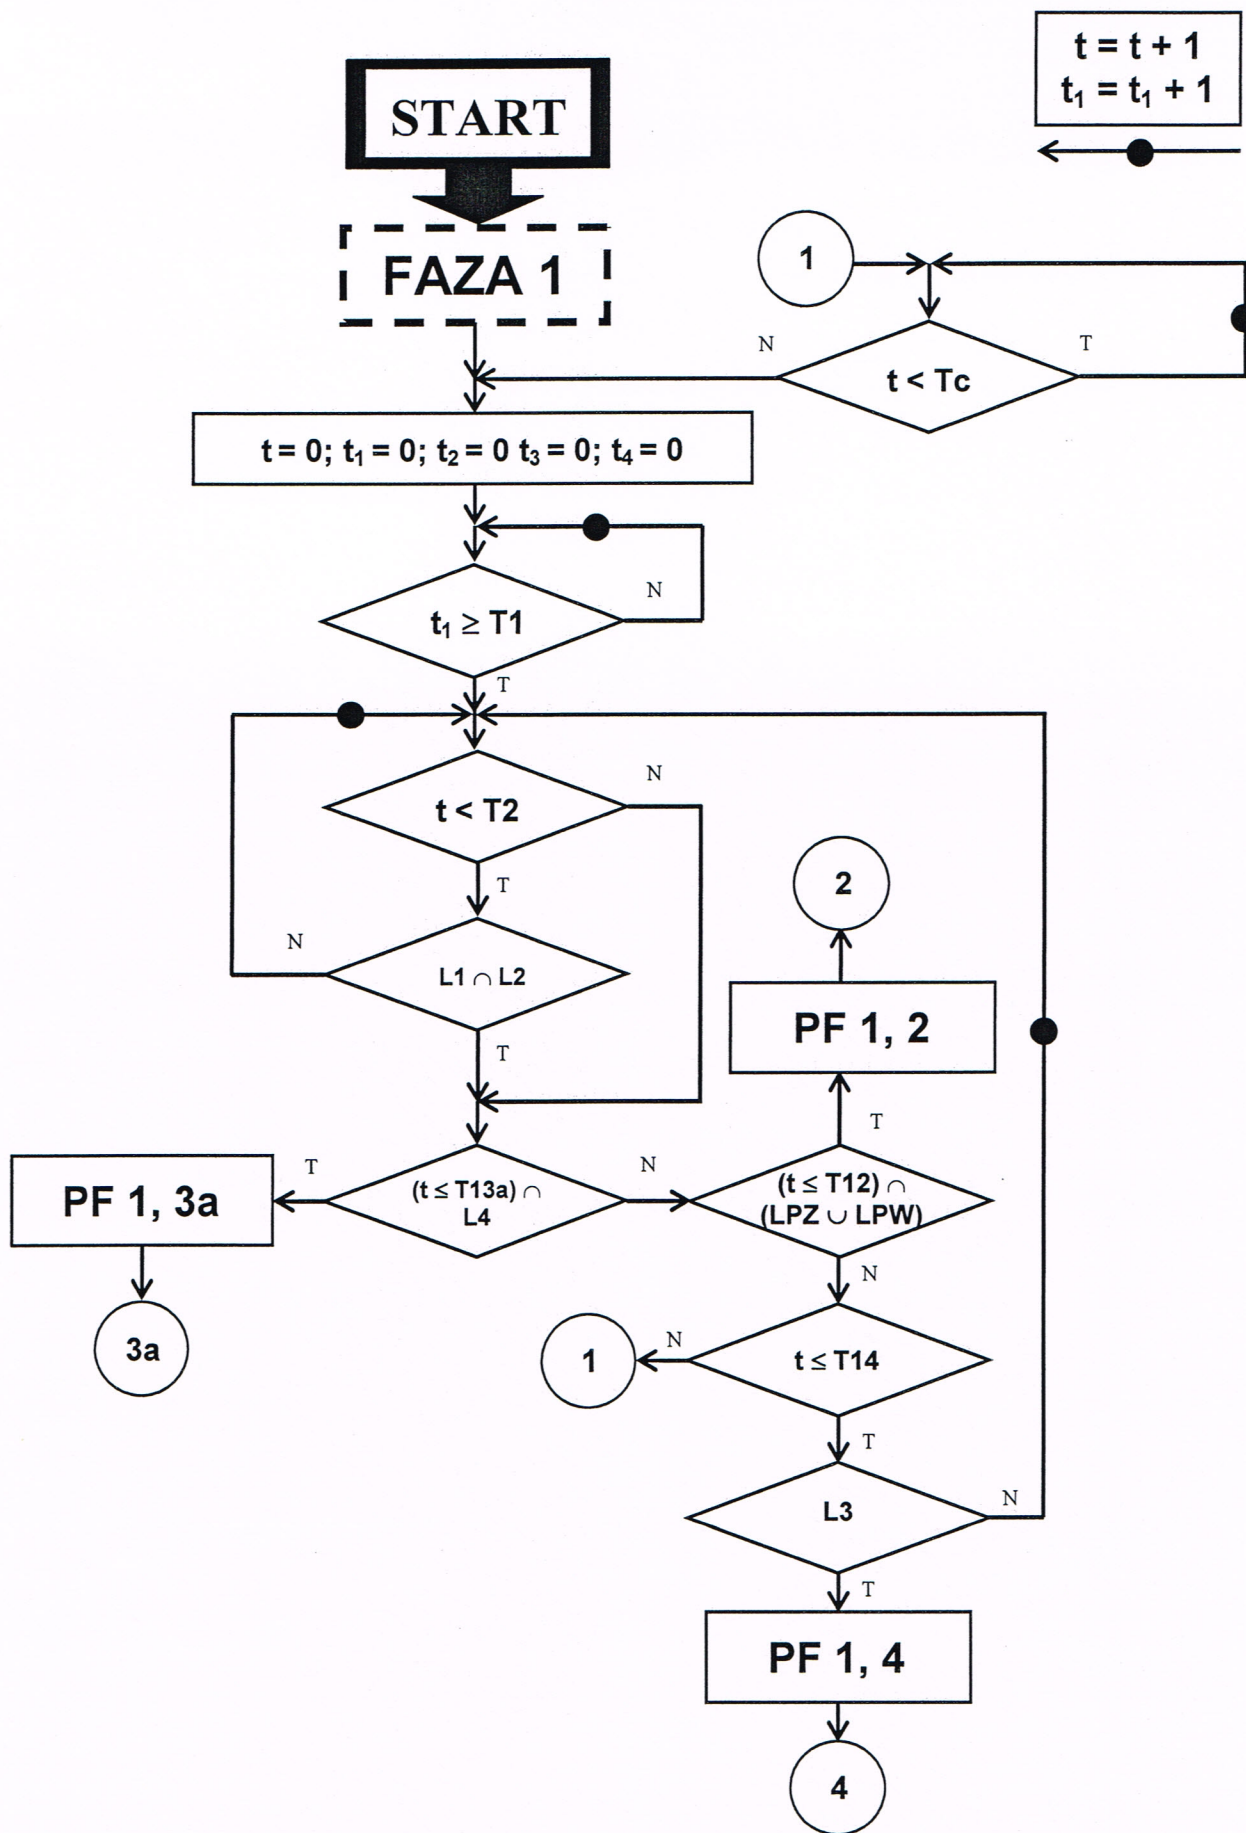 t = t + 1
t₁ = t₁ + 1
START
FAZA 1
1
N
T
t < Tc
t = 0; t₁ = 0; t₂ = 0 t₃ = 0; t₄ = 0
N
t₁ ≥ T1
T
N
t < T2
T
2
N
L1 ∩ L2
PF 1, 2
T
T
T
N
PF 1, 3a
(t ≤ T13a) ∩
L4
(t ≤ T12) ∩
(LPZ ∪ LPW)
N
3a
1
N
t ≤ T14
T
L3
N
T
PF 1, 4
4